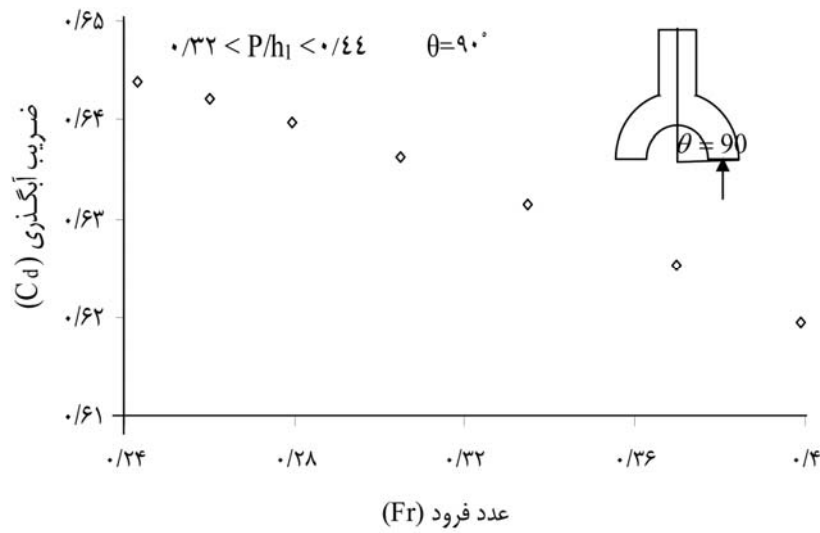 ۰/۳۲ < P/h1 < ۰/٤٤ θ=۹۰°
θ = 90
ضریب آبگذری (Cd)
۰/۶۵
۰/۶۴
۰/۶۳
۰/۶۲
۰/۶۱
۰/۲۴ ۰/۲۸ ۰/۳۲ ۰/۳۶ ۰/۴
عدد فرود (Fr)